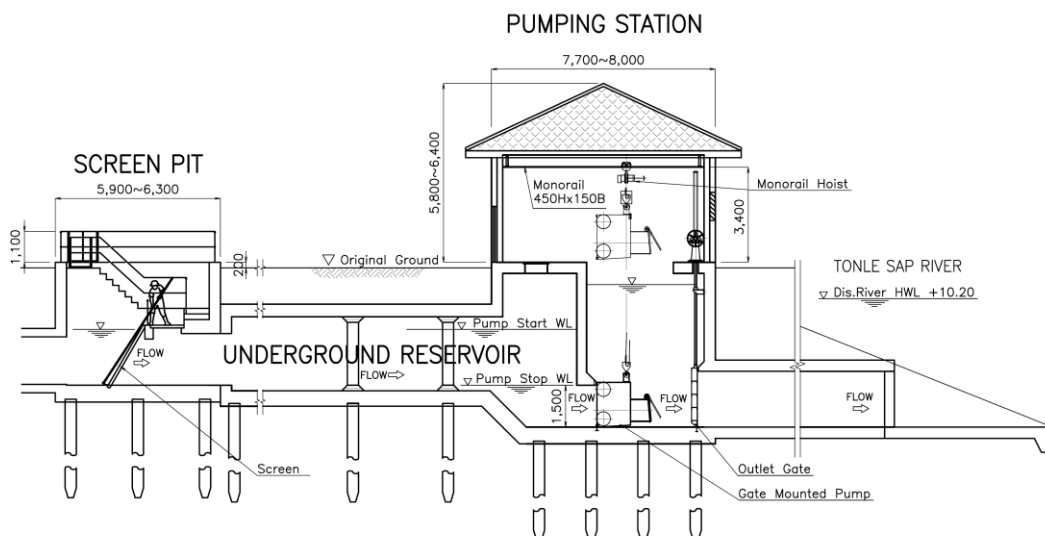 PUMPING STATION
7,700~8,000
5,800~6,400
SCREEN PIT
5,900~6,300
1,100
200
Original Ground
Monorail
450Hx150B
Monorail Hoist
3,400
TONLE SAP RIVER
Dis.River HWL +10.20
Pump Start WL
UNDERGROUND RESERVOIR
FLOW
FLOW
Pump Stop WL
1,500
FLOW
FLOW
FLOW
Screen
Outlet Gate
Gate Mounted Pump